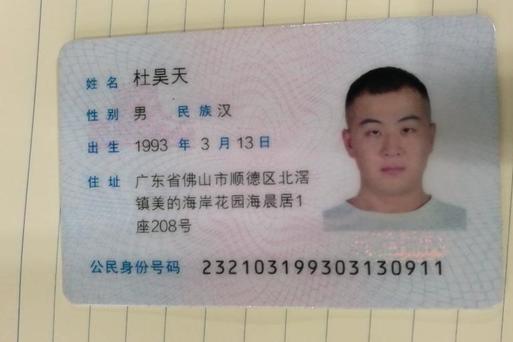 姓名 杜昊天
性别 男 民族 汉
出生 1993 年 3 月 13 日
住址 广东省佛山市顺德区北滘
镇美的海岸花园海晨居1
座208号
公民身份号码 232103199303130911